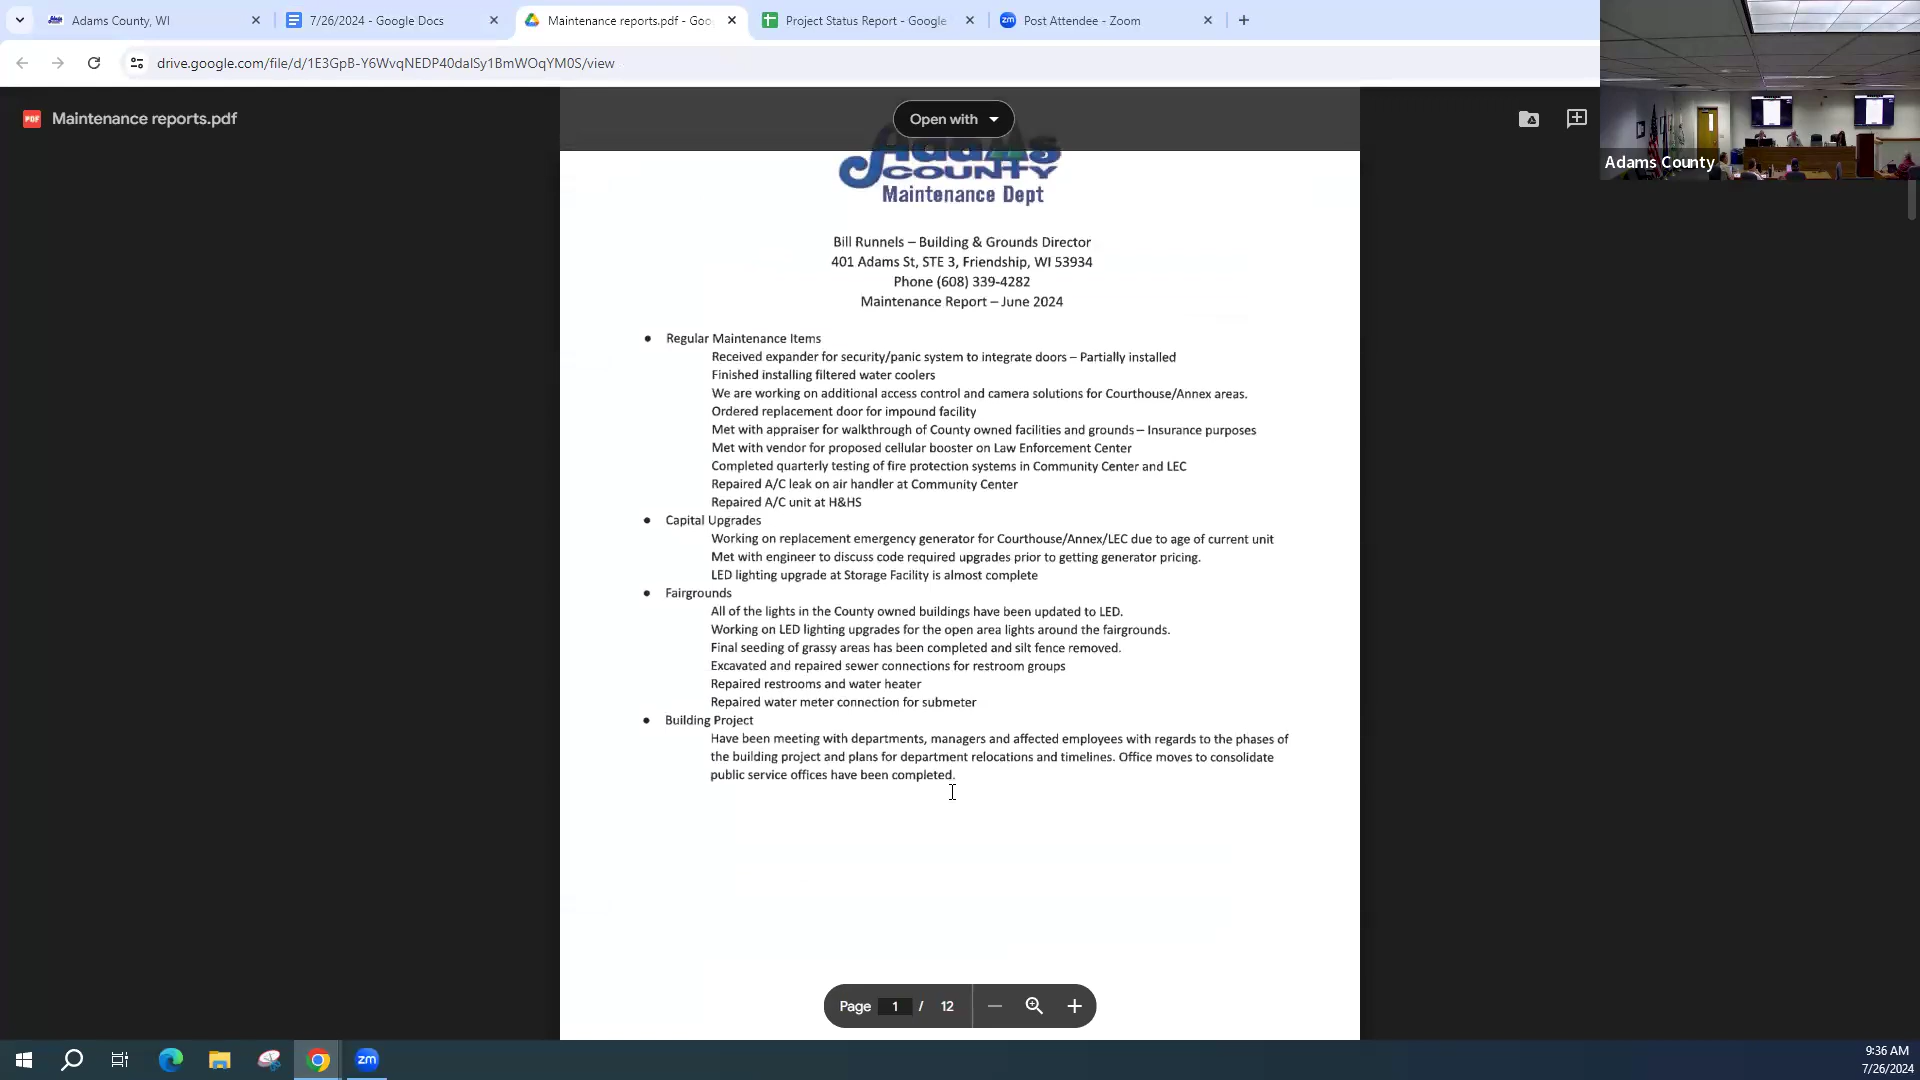 Adams County, WI
7/26/2024 - Google Docs
Maintenance reports.pdf - Goo
Project Status Report - Google
zm Post Attendee - Zoom
drive.google.com/file/d/1E3GpB-Y6WvqNEDP40dalSy1BmWOqYM0S/view
PDF Maintenance reports.pdf
Open with
Adams County
Adams
COUNTY
Maintenance Dept
Bill Runnels – Building & Grounds Director
401 Adams St, STE 3, Friendship, WI 53934
Phone (608) 339-4282
Maintenance Report – June 2024
● Regular Maintenance Items
Received expander for security/panic system to integrate doors – Partially installed
Finished installing filtered water coolers
We are working on additional access control and camera solutions for Courthouse/Annex areas.
Ordered replacement door for impound facility
Met with appraiser for walkthrough of County owned facilities and grounds – Insurance purposes
Met with vendor for proposed cellular booster on Law Enforcement Center
Completed quarterly testing of fire protection systems in Community Center and LEC
Repaired A/C leak on air handler at Community Center
Repaired A/C unit at H&HS
● Capital Upgrades
Working on replacement emergency generator for Courthouse/Annex/LEC due to age of current unit
Met with engineer to discuss code required upgrades prior to getting generator pricing.
LED lighting upgrade at Storage Facility is almost complete
● Fairgrounds
All of the lights in the County owned buildings have been updated to LED.
Working on LED lighting upgrades for the open area lights around the fairgrounds.
Final seeding of grassy areas has been completed and silt fence removed.
Excavated and repaired sewer connections for restroom groups
Repaired restrooms and water heater
Repaired water meter connection for submeter
● Building Project
Have been meeting with departments, managers and affected employees with regards to the phases of
the building project and plans for department relocations and timelines. Office moves to consolidate
public service offices have been completed.
Page 1 / 12
zm
9:36 AM
7/26/2024